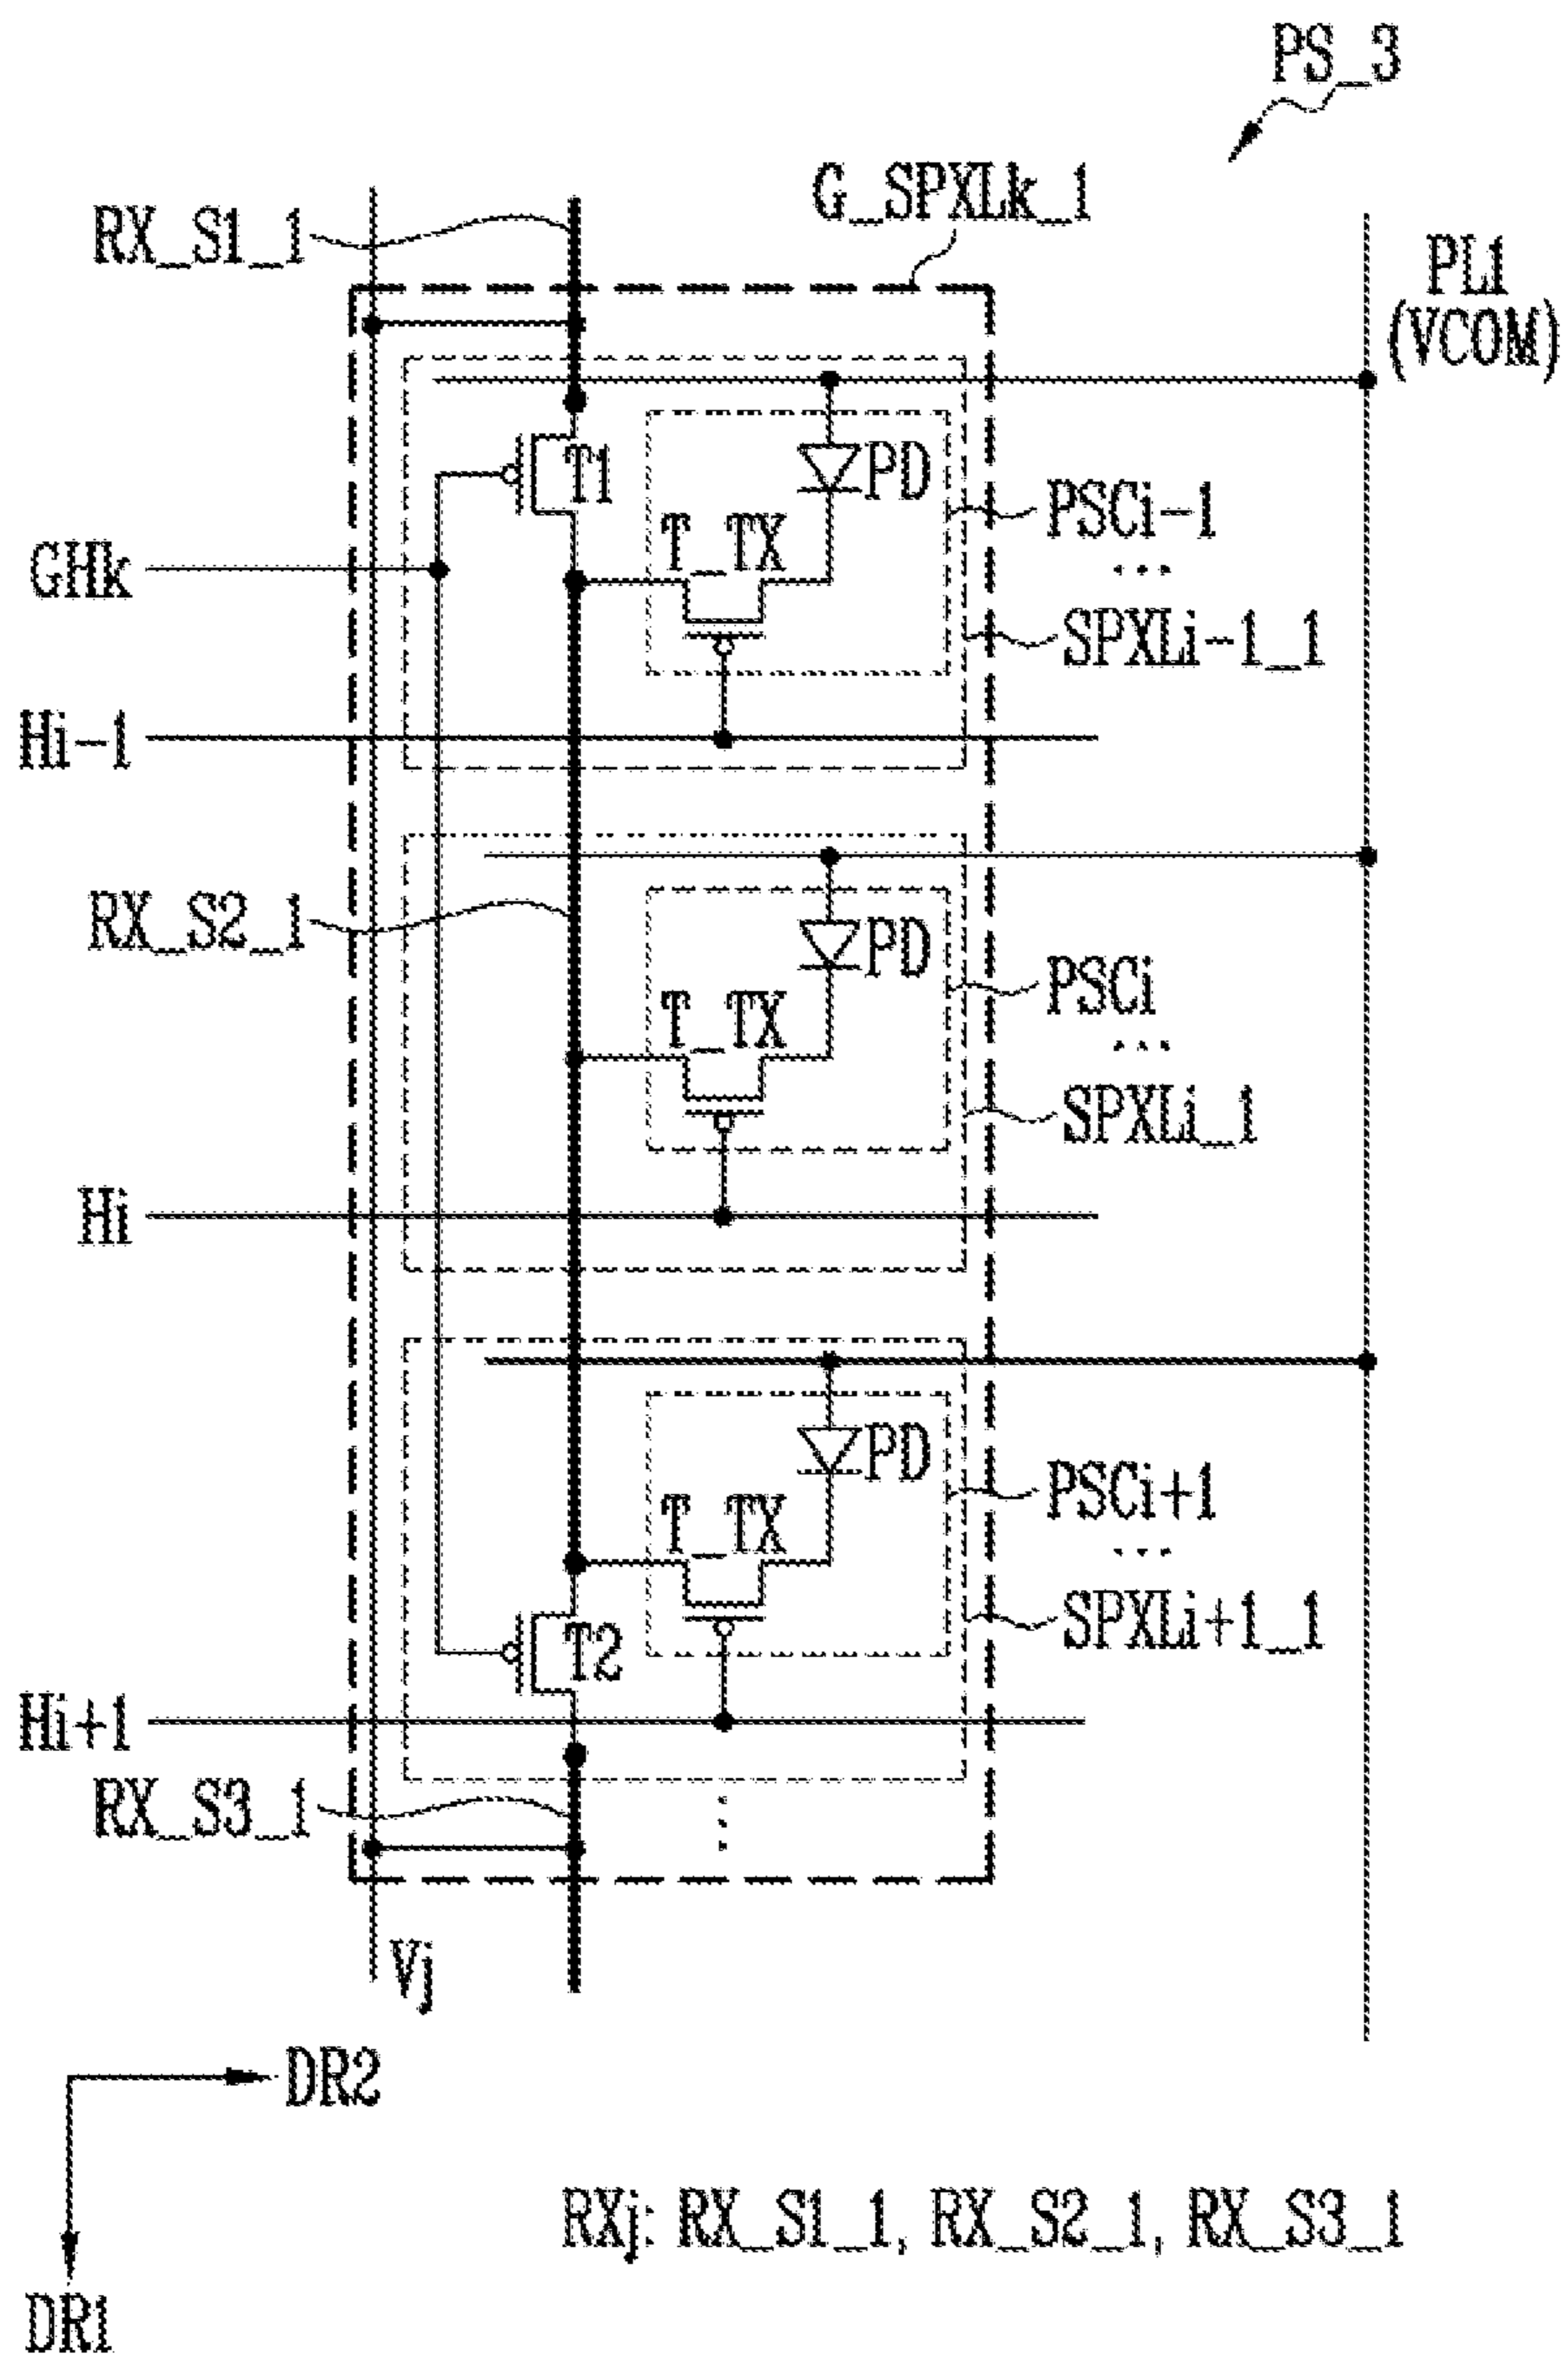 PS_3
G_SPXLk_1
RX_S1_1
PL1
(VCOM)
T1
PD
PSCi-1
...
T_TX
GHk
SPXLi-1_1
Hi-1
RX_S2_1
PD
PSCi
...
T_TX
SPXLi_1
Hi
PD
PSCi+1
...
T_TX
SPXLi+1_1
T2
Hi+1
RX_S3_1
Vj
DR2
RXj: RX_S1_1, RX_S2_1, RX_S3_1
DR1